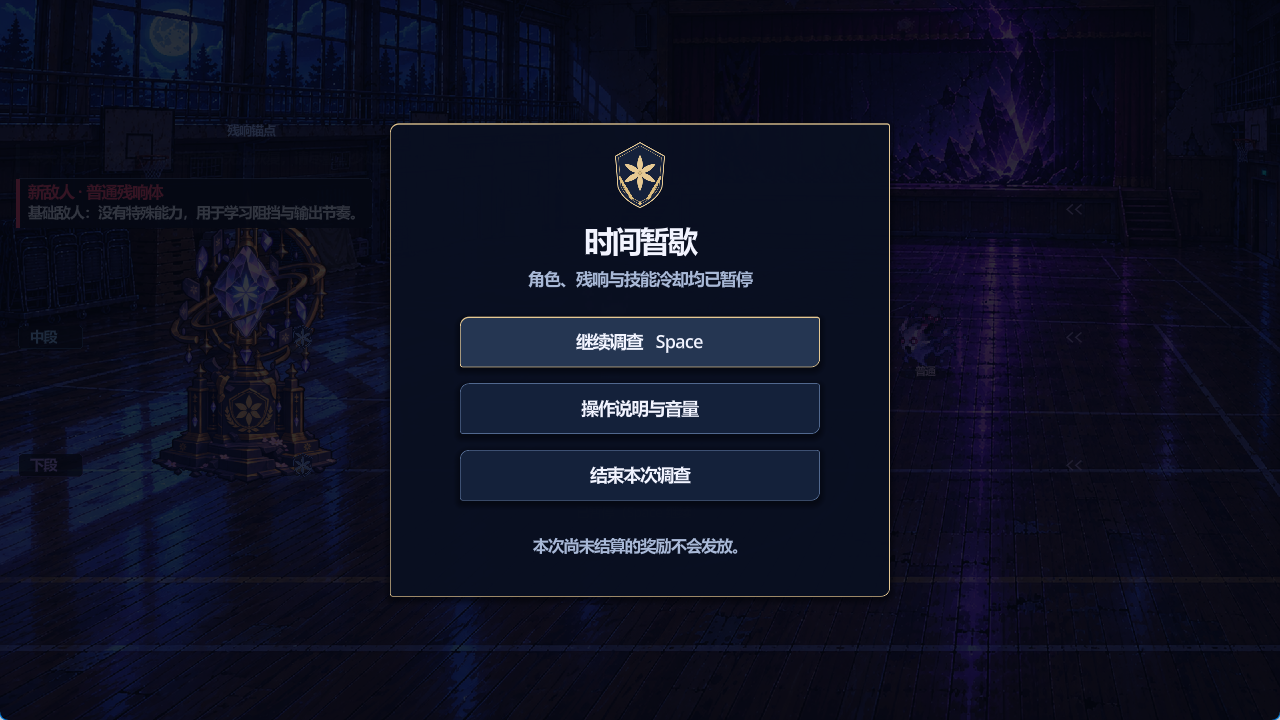 残响锚点
新敌人 · 普通残响体
基础敌人：没有特殊能力，用于学习阻挡与输出节奏。
时间暂歇
角色、残响与技能冷却均已暂停
继续调查 Space
中段
普通
操作说明与音量
下段
结束本次调查
本次尚未结算的奖励不会发放。